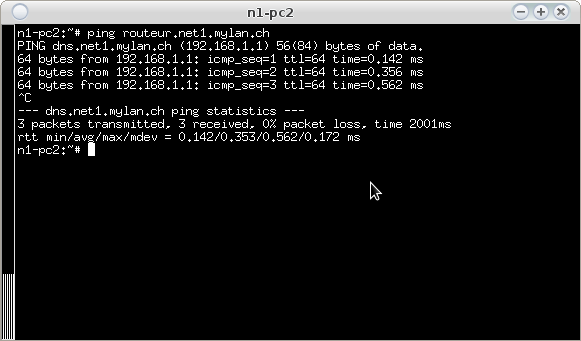 n1-pc2
n1-pc2:~# ping routeur.net1.mylan.ch
PING dns.net1.mylan.ch (192.168.1.1) 56(84) bytes of data.
64 bytes from 192.168.1.1: icmp_seq=1 ttl=64 time=0.142 ms
64 bytes from 192.168.1.1: icmp_seq=2 ttl=64 time=0.356 ms
64 bytes from 192.168.1.1: icmp_seq=3 ttl=64 time=0.562 ms
^C
--- dns.net1.mylan.ch ping statistics ---
3 packets transmitted, 3 received, 0% packet loss, time 2001ms
rtt min/avg/max/mdev = 0.142/0.353/0.562/0.172 ms
n1-pc2:~#